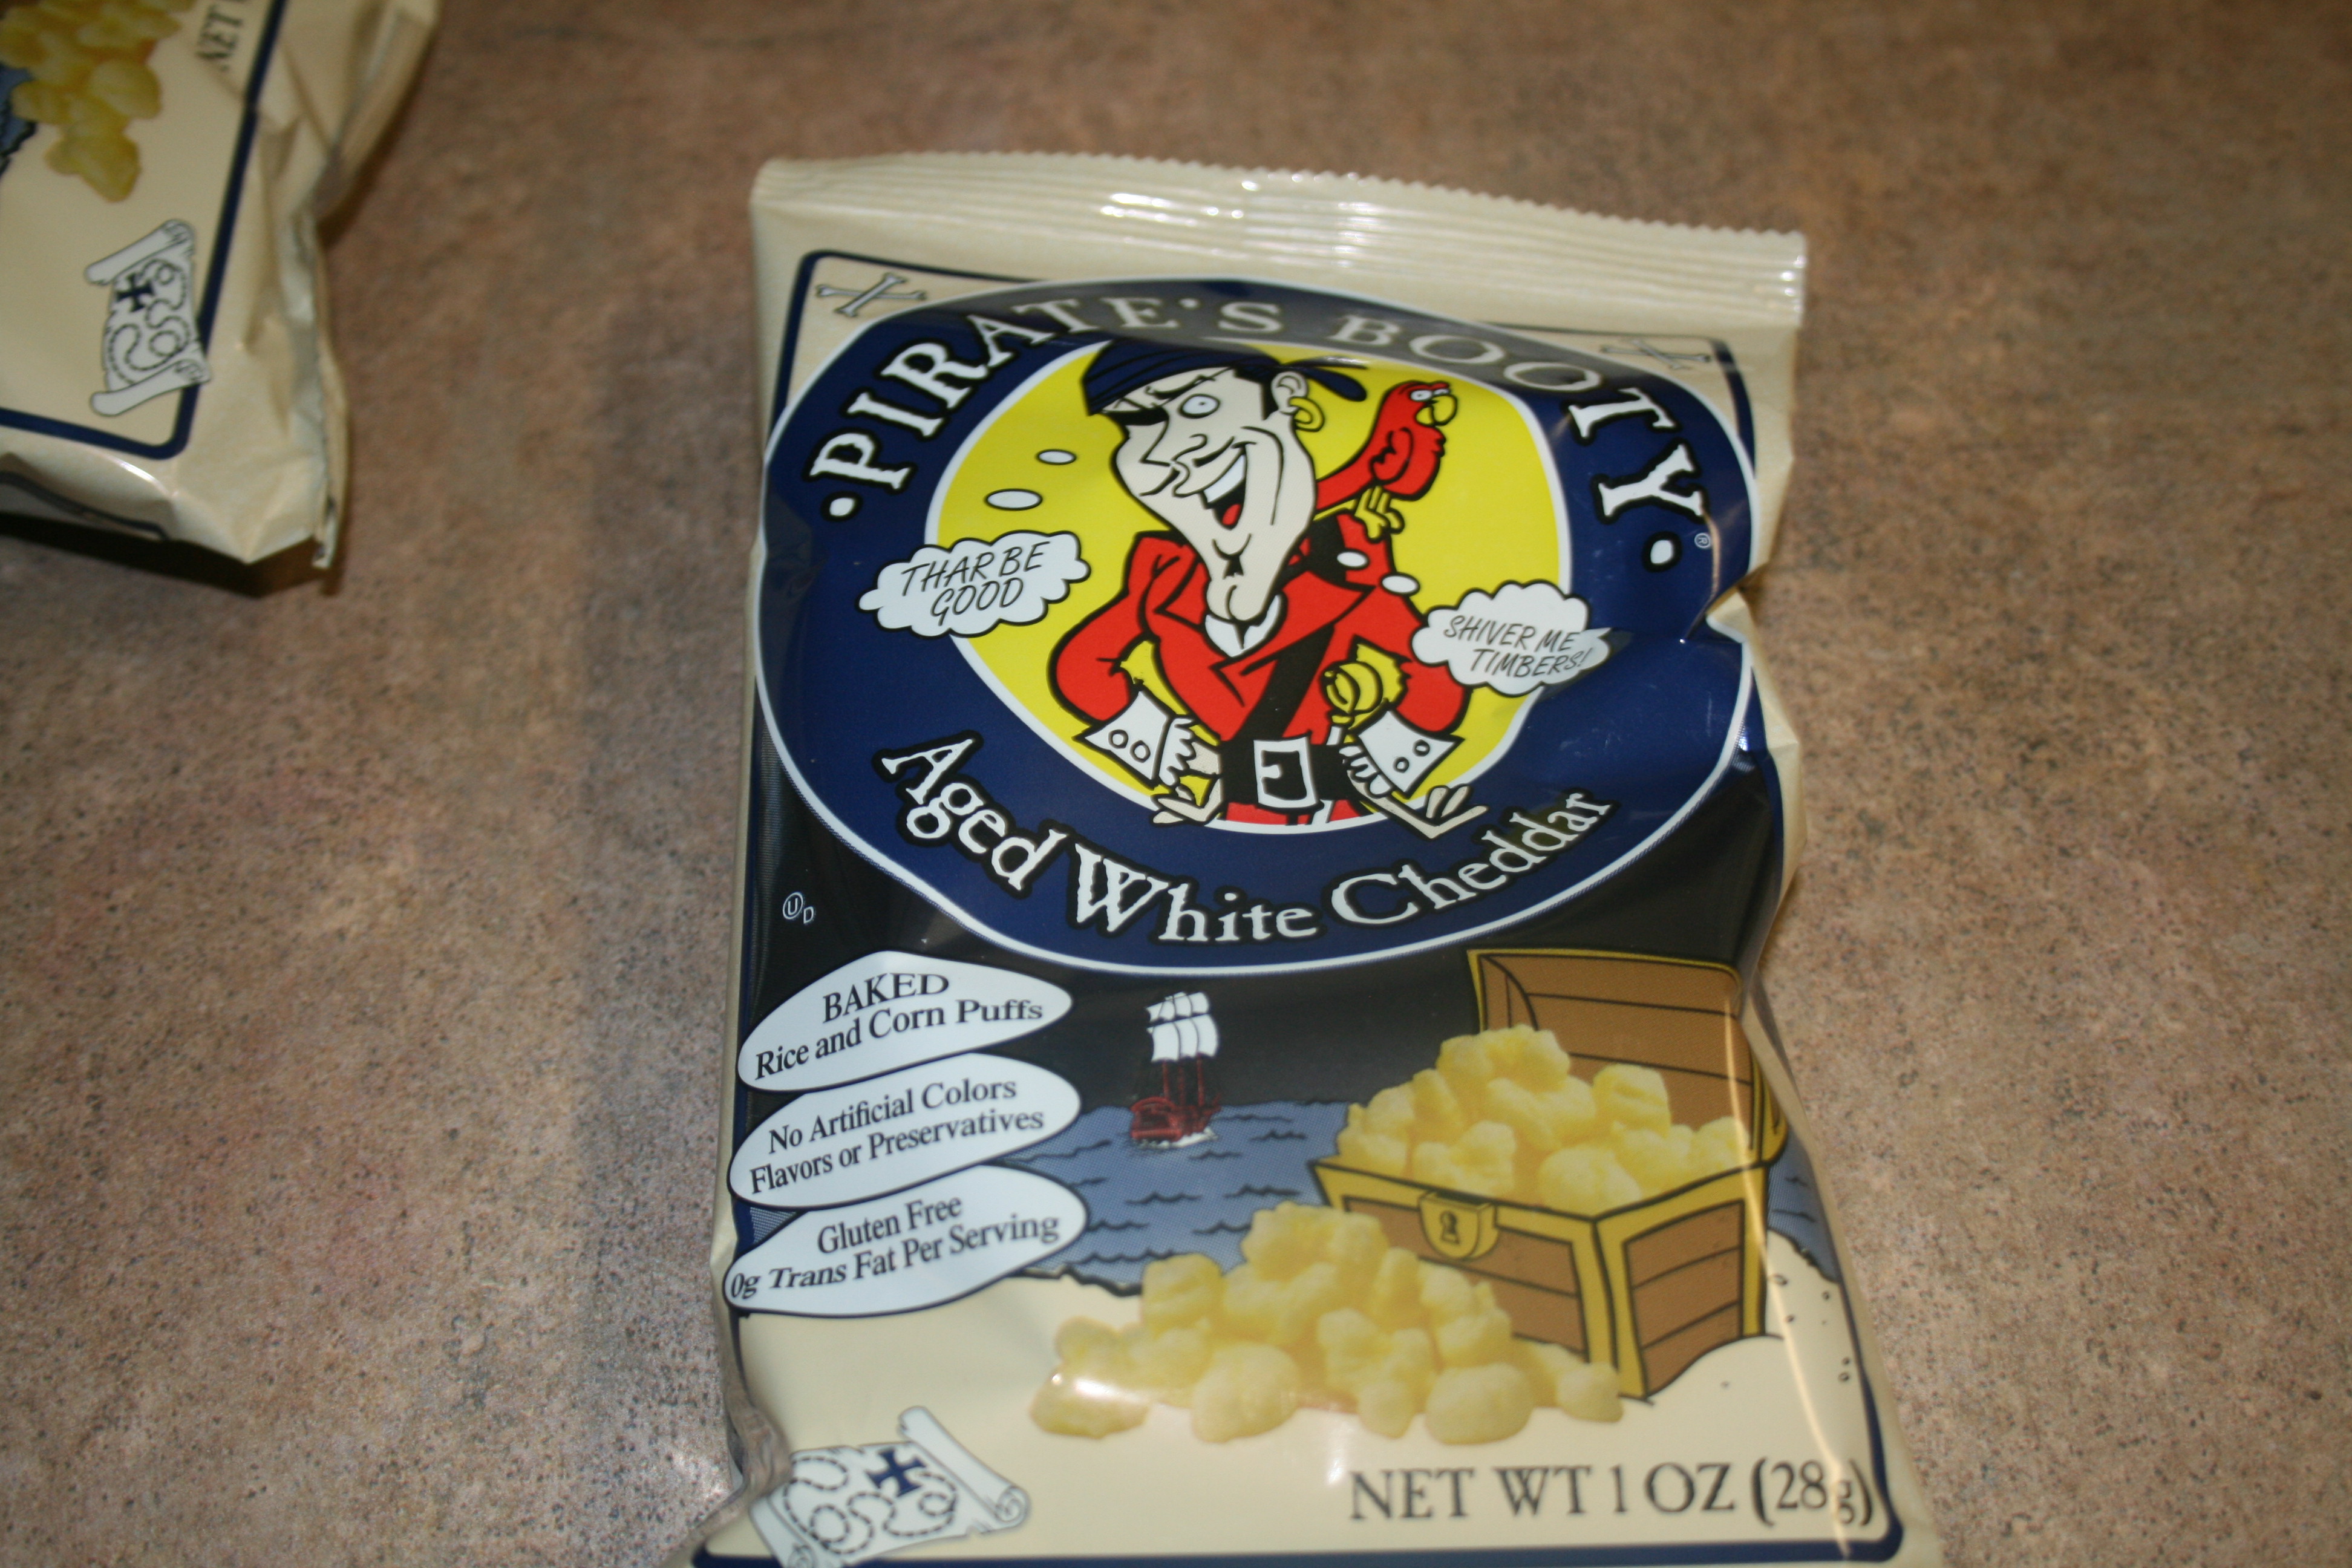 NET
·PIRATE'S BOOTY·®
THAR BE
GOOD
SHIVER ME
TIMBERS!
Aged White Cheddar
U D
BAKED
Rice and Corn Puffs
No Artificial Colors
Flavors or Preservatives
Gluten Free
0g Trans Fat Per Serving
NET WT 1 OZ (28g)